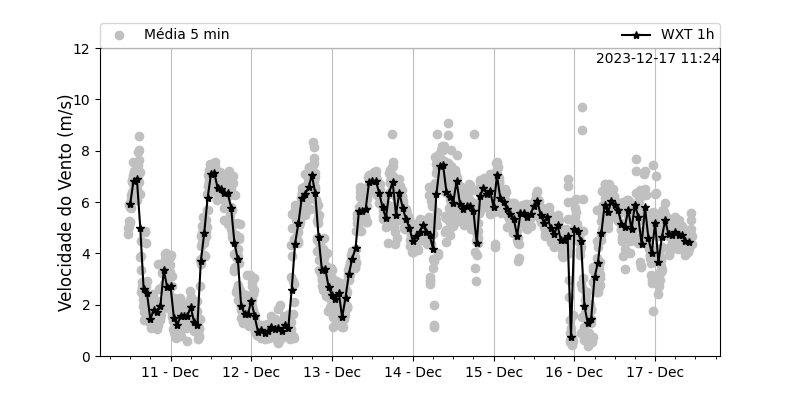 Média 5 min
WXT 1h
2023-12-17 11:24
Velocidade do Vento (m/s)
12
10
8
6
4
2
0
11 - Dec
12 - Dec
13 - Dec
14 - Dec
15 - Dec
16 - Dec
17 - Dec